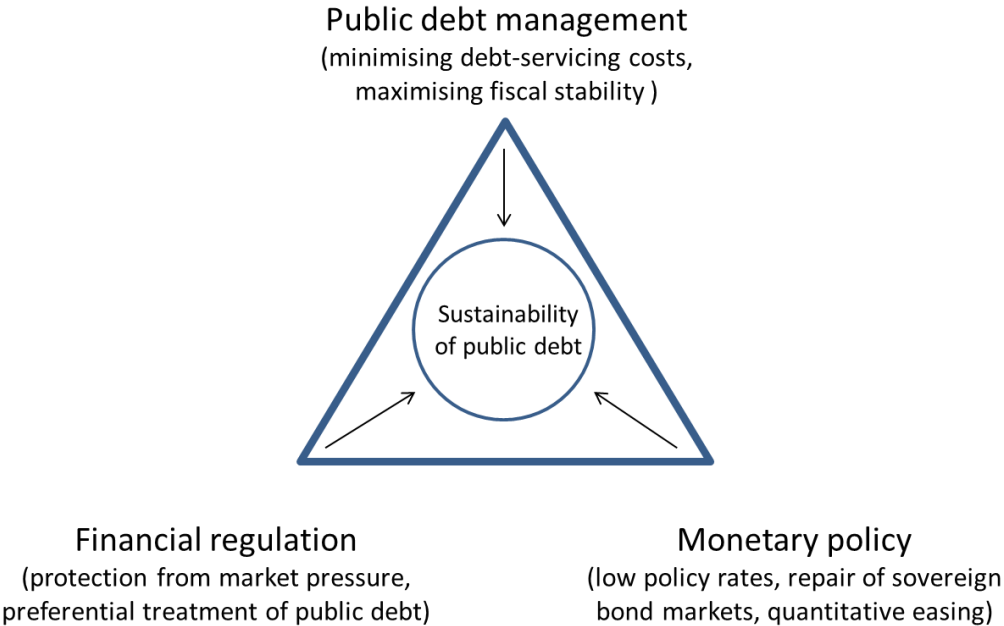 Public debt management
(minimising debt-servicing costs,
maximising fiscal stability )
Sustainability
of public debt
Financial regulation
(protection from market pressure,
preferential treatment of public debt)
Monetary policy
(low policy rates, repair of sovereign
bond markets, quantitative easing)